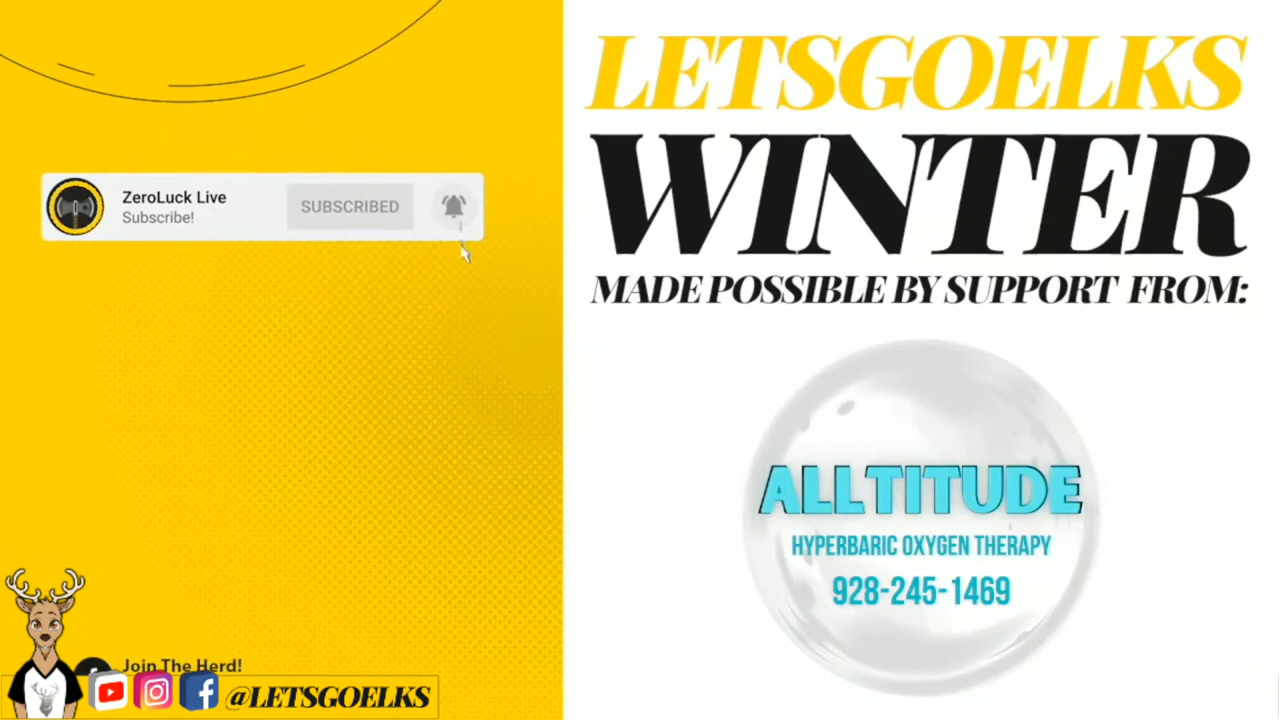 LETSGOELKS
WINTER
MADE POSSIBLE BY SUPPORT FROM:
ZeroLuck Live
Subscribe!
SUBSCRIBED
ALLTITUDE
HYPERBARIC OXYGEN THERAPY
928-245-1469
Join The Herd!
@LETSGOELKS